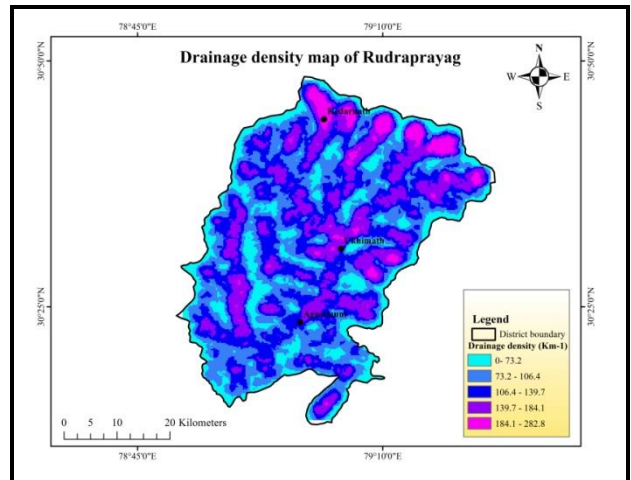 78°45'0"E 79°10'0"E
Drainage density map of Rudraprayag
N
W E
S
30°50'0"N 30°50'0"N
Kedarnath
Ukhimath
30°25'0"N 30°25'0"N
Legend
District boundary
Drainage density (Km-1)
0- 73.2
73.2 - 106.4
106.4 - 139.7
139.7 - 184.1
184.1 - 282.8
0 5 10 20 Kilometers
78°45'0"E 79°10'0"E